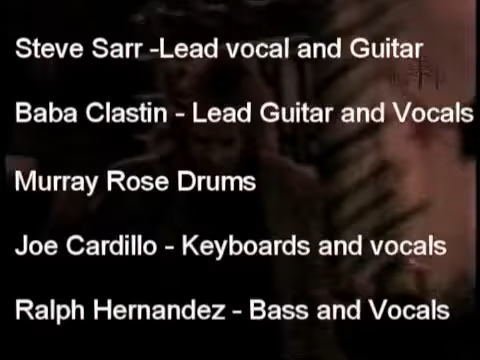 Steve Sarr -Lead vocal and Guitar
Baba Clastin - Lead Guitar and Vocals
Murray Rose Drums
Joe Cardillo - Keyboards and vocals
Ralph Hernandez - Bass and Vocals